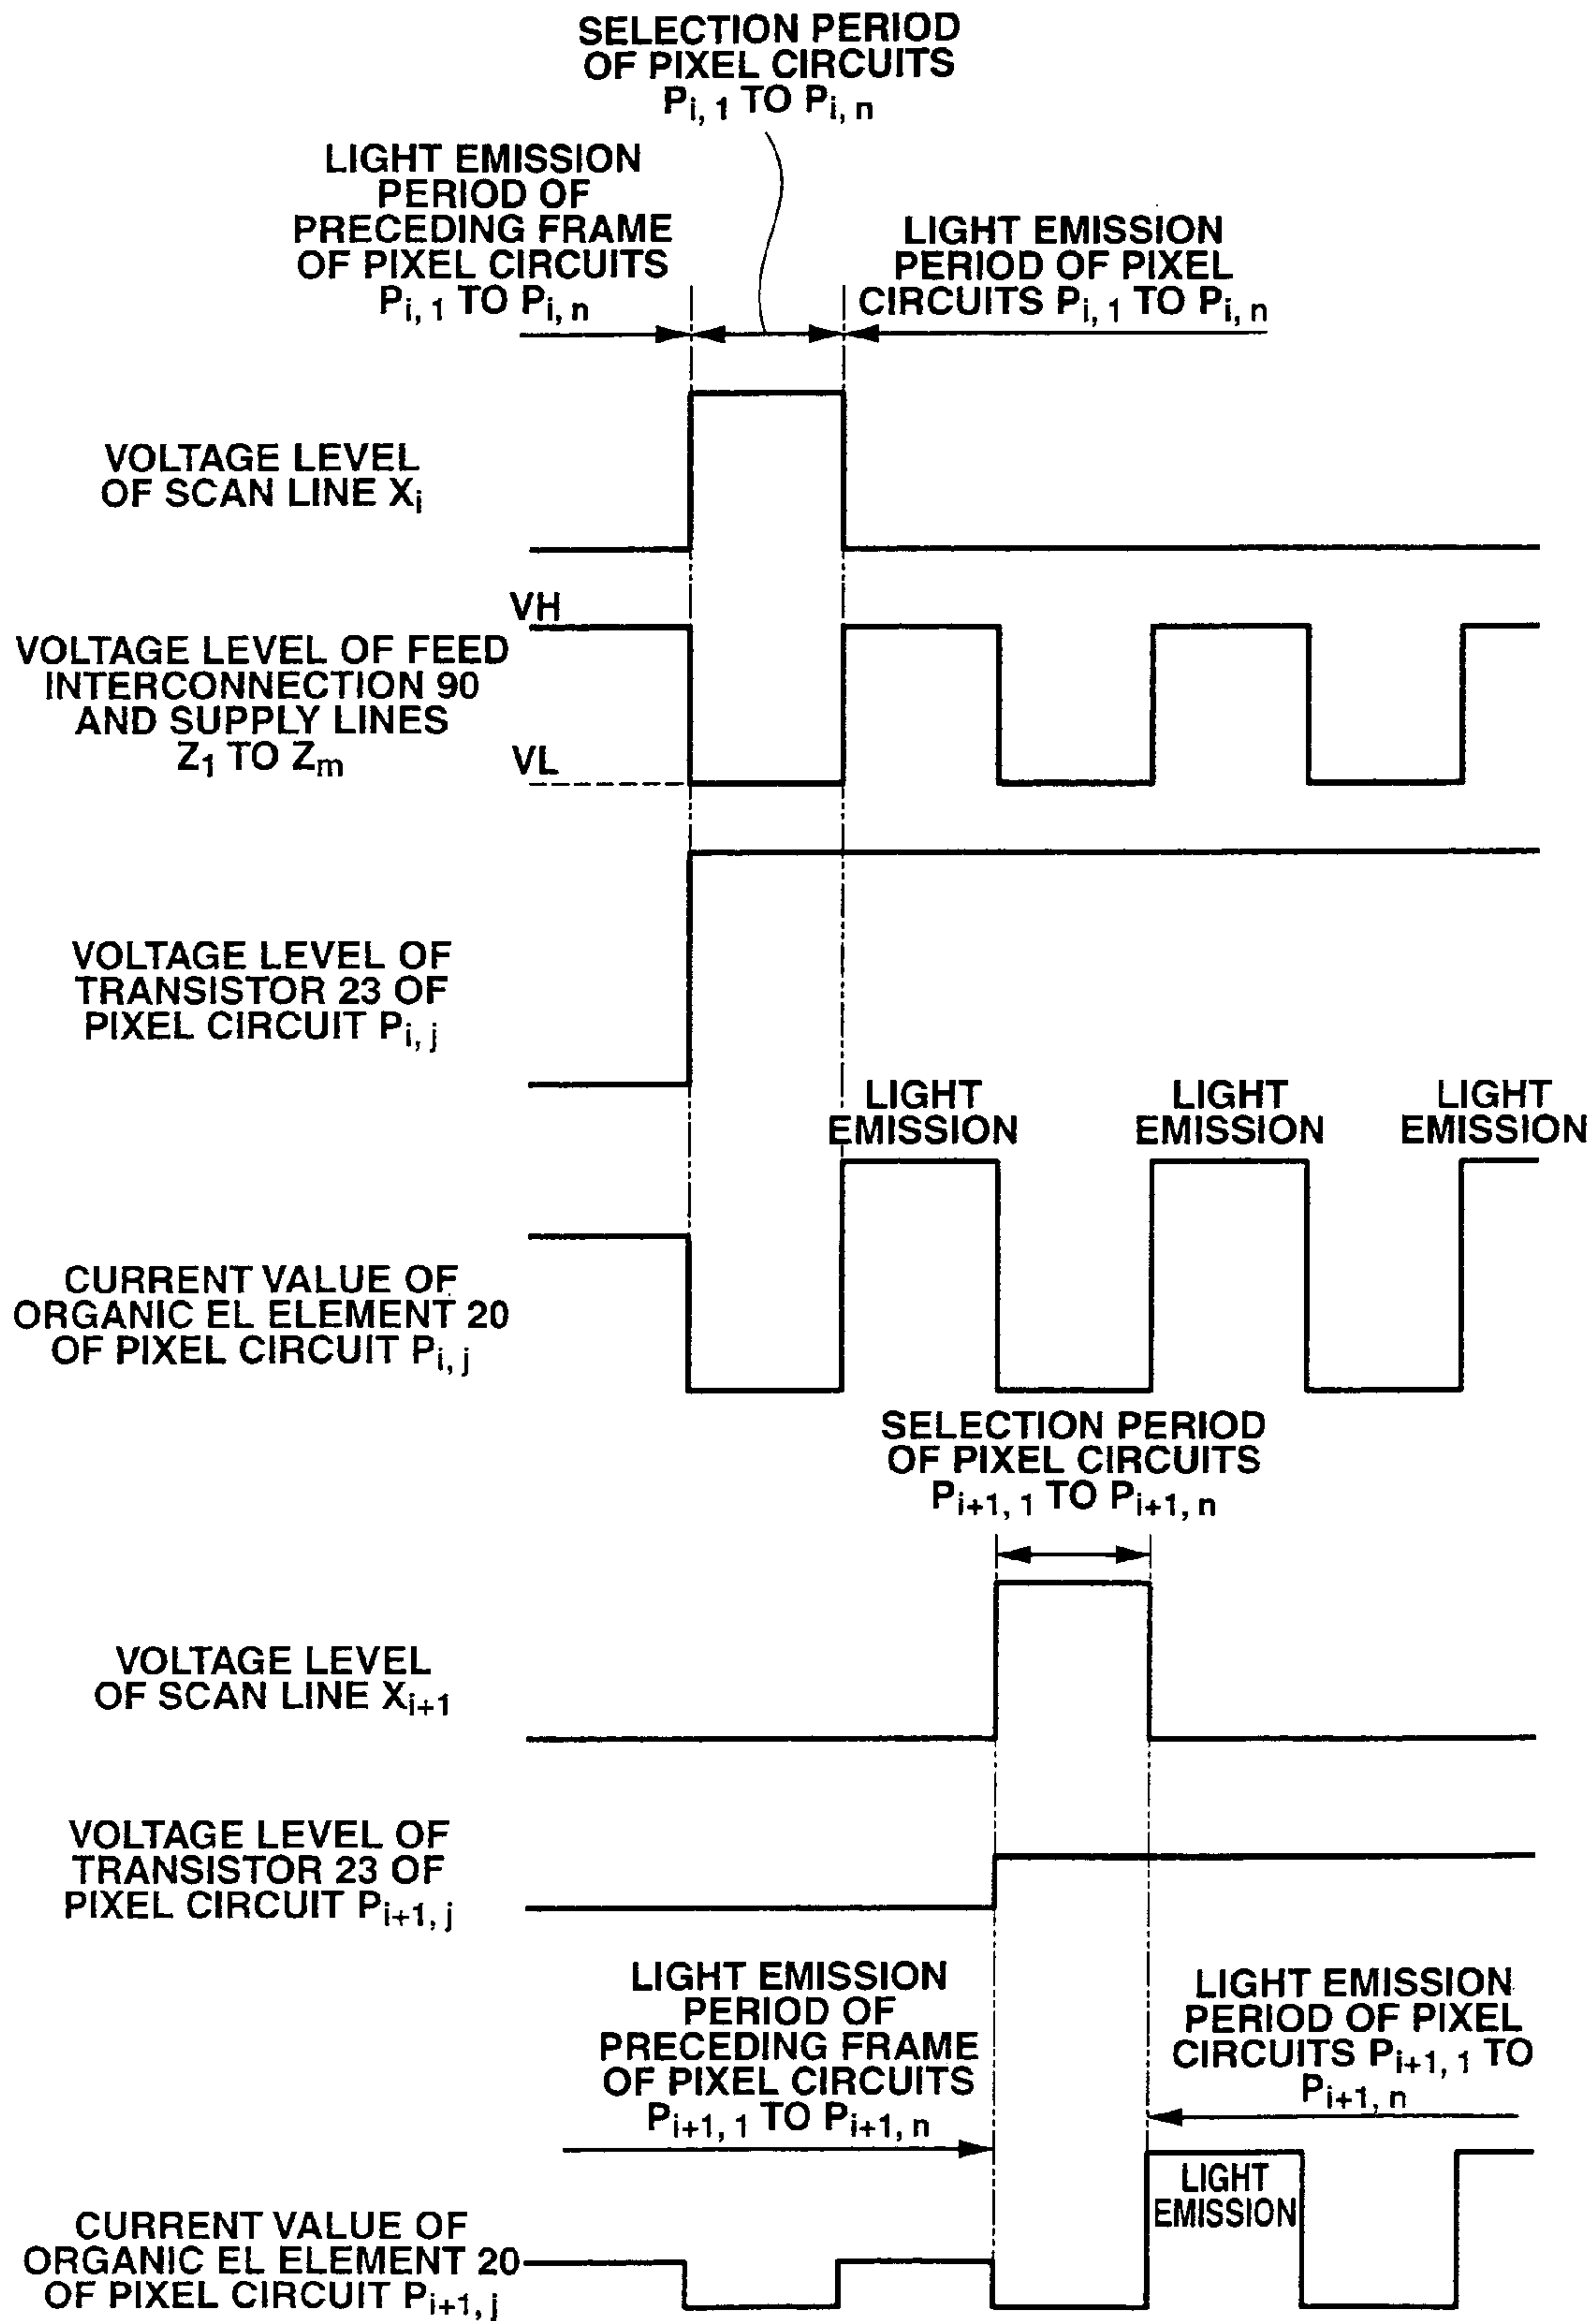 SELECTION PERIOD
OF PIXEL CIRCUITS
Pi, 1 TO Pi, n
LIGHT EMISSION
PERIOD OF
PRECEDING FRAME
OF PIXEL CIRCUITS
Pi, 1 TO Pi, n
LIGHT EMISSION
PERIOD OF PIXEL
CIRCUITS Pi, 1 TO Pi, n
VOLTAGE LEVEL
OF SCAN LINE Xi
VH
VOLTAGE LEVEL OF FEED
INTERCONNECTION 90
AND SUPPLY LINES
Z1 TO Zm
VL
VOLTAGE LEVEL OF
TRANSISTOR 23 OF
PIXEL CIRCUIT Pi, j
LIGHT
EMISSION
LIGHT
EMISSION
LIGHT
EMISSION
CURRENT VALUE OF
ORGANIC EL ELEMENT 20
OF PIXEL CIRCUIT Pi, j
SELECTION PERIOD
OF PIXEL CIRCUITS
Pi+1, 1 TO Pi+1, n
VOLTAGE LEVEL
OF SCAN LINE Xi+1
VOLTAGE LEVEL OF
TRANSISTOR 23 OF
PIXEL CIRCUIT Pi+1, j
LIGHT EMISSION
PERIOD OF
PRECEDING FRAME
OF PIXEL CIRCUITS
Pi+1, 1 TO Pi+1, n
LIGHT EMISSION
PERIOD OF PIXEL
CIRCUITS Pi+1, 1 TO
Pi+1, n
LIGHT
EMISSION
CURRENT VALUE OF
ORGANIC EL ELEMENT 20
OF PIXEL CIRCUIT Pi+1, j